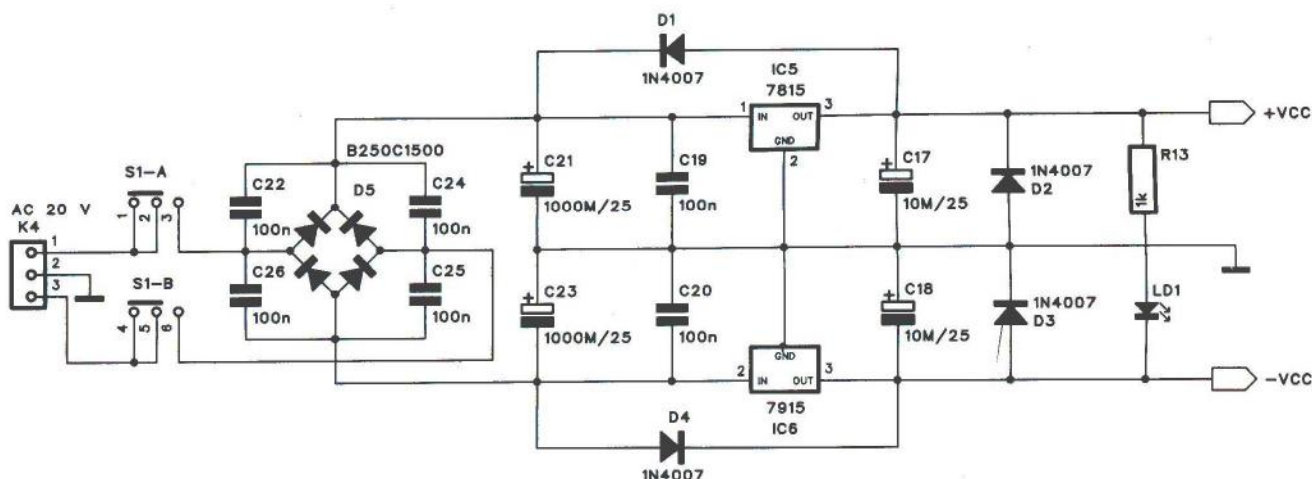 D1
1N4007
IC5
7815
1
IN
OUT
3
GND
2
+VCC
B250C1500
C21
1000M/25
+
C19
100n
C17
10M/25
+
1N4007
D2
R13
1k
S1-A
1
2
3
C22
100n
D5
C24
100n
AC 20 V
K4
1
2
3
S1-B
4
5
6
C26
100n
C25
100n
C23
1000M/25
+
C20
100n
C18
10M/25
+
1N4007
D3
LD1
GND
2
IN
OUT
3
7915
IC6
-VCC
D4
1N4007